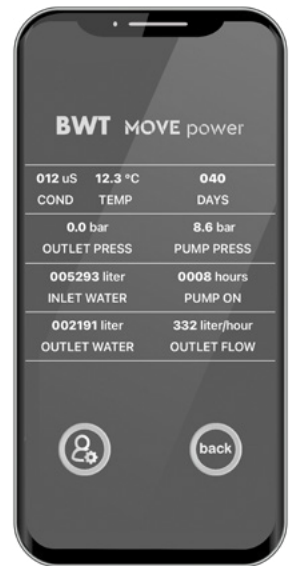 BWT MOVE power
012 uS 12.3 °C 040
COND TEMP DAYS
0.0 bar 8.6 bar
OUTLET PRESS PUMP PRESS
005293 liter 0008 hours
INLET WATER PUMP ON
002191 liter 332 liter/hour
OUTLET WATER OUTLET FLOW
back